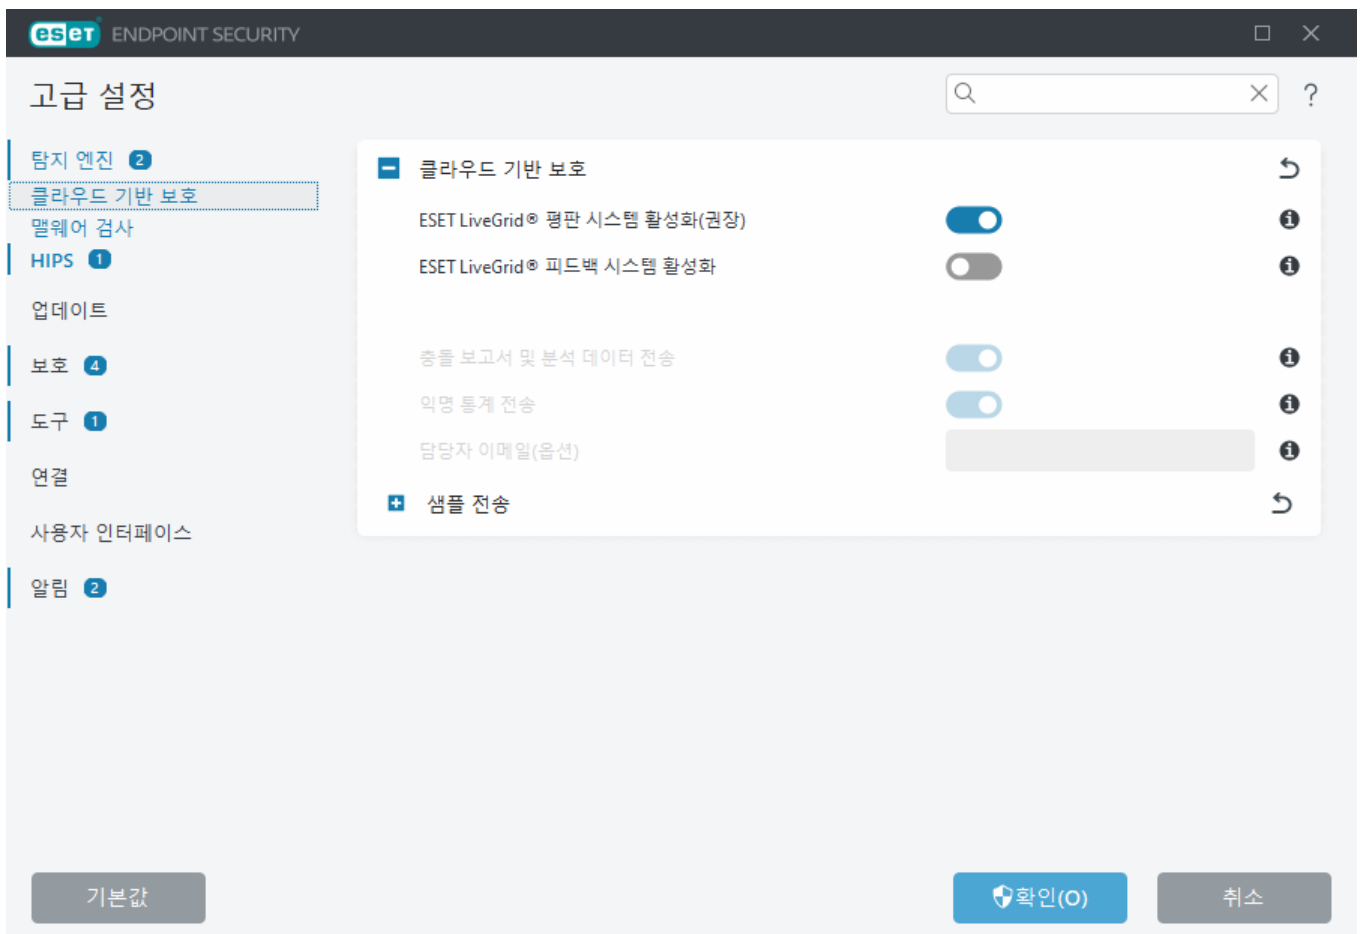 eseT ENDPOINT SECURITY
고급 설정
?
탐지 엔진 2
클라우드 기반 보호
맬웨어 검사
HIPS 1
업데이트
보호 4
도구 1
연결
사용자 인터페이스
알림 2
클라우드 기반 보호
ESET LiveGrid® 평판 시스템 활성화(권장)
ESET LiveGrid® 피드백 시스템 활성화
충돌 보고서 및 분석 데이터 전송
익명 통계 전송
담당자 이메일(옵션)
샘플 전송
기본값
확인(O)
취소